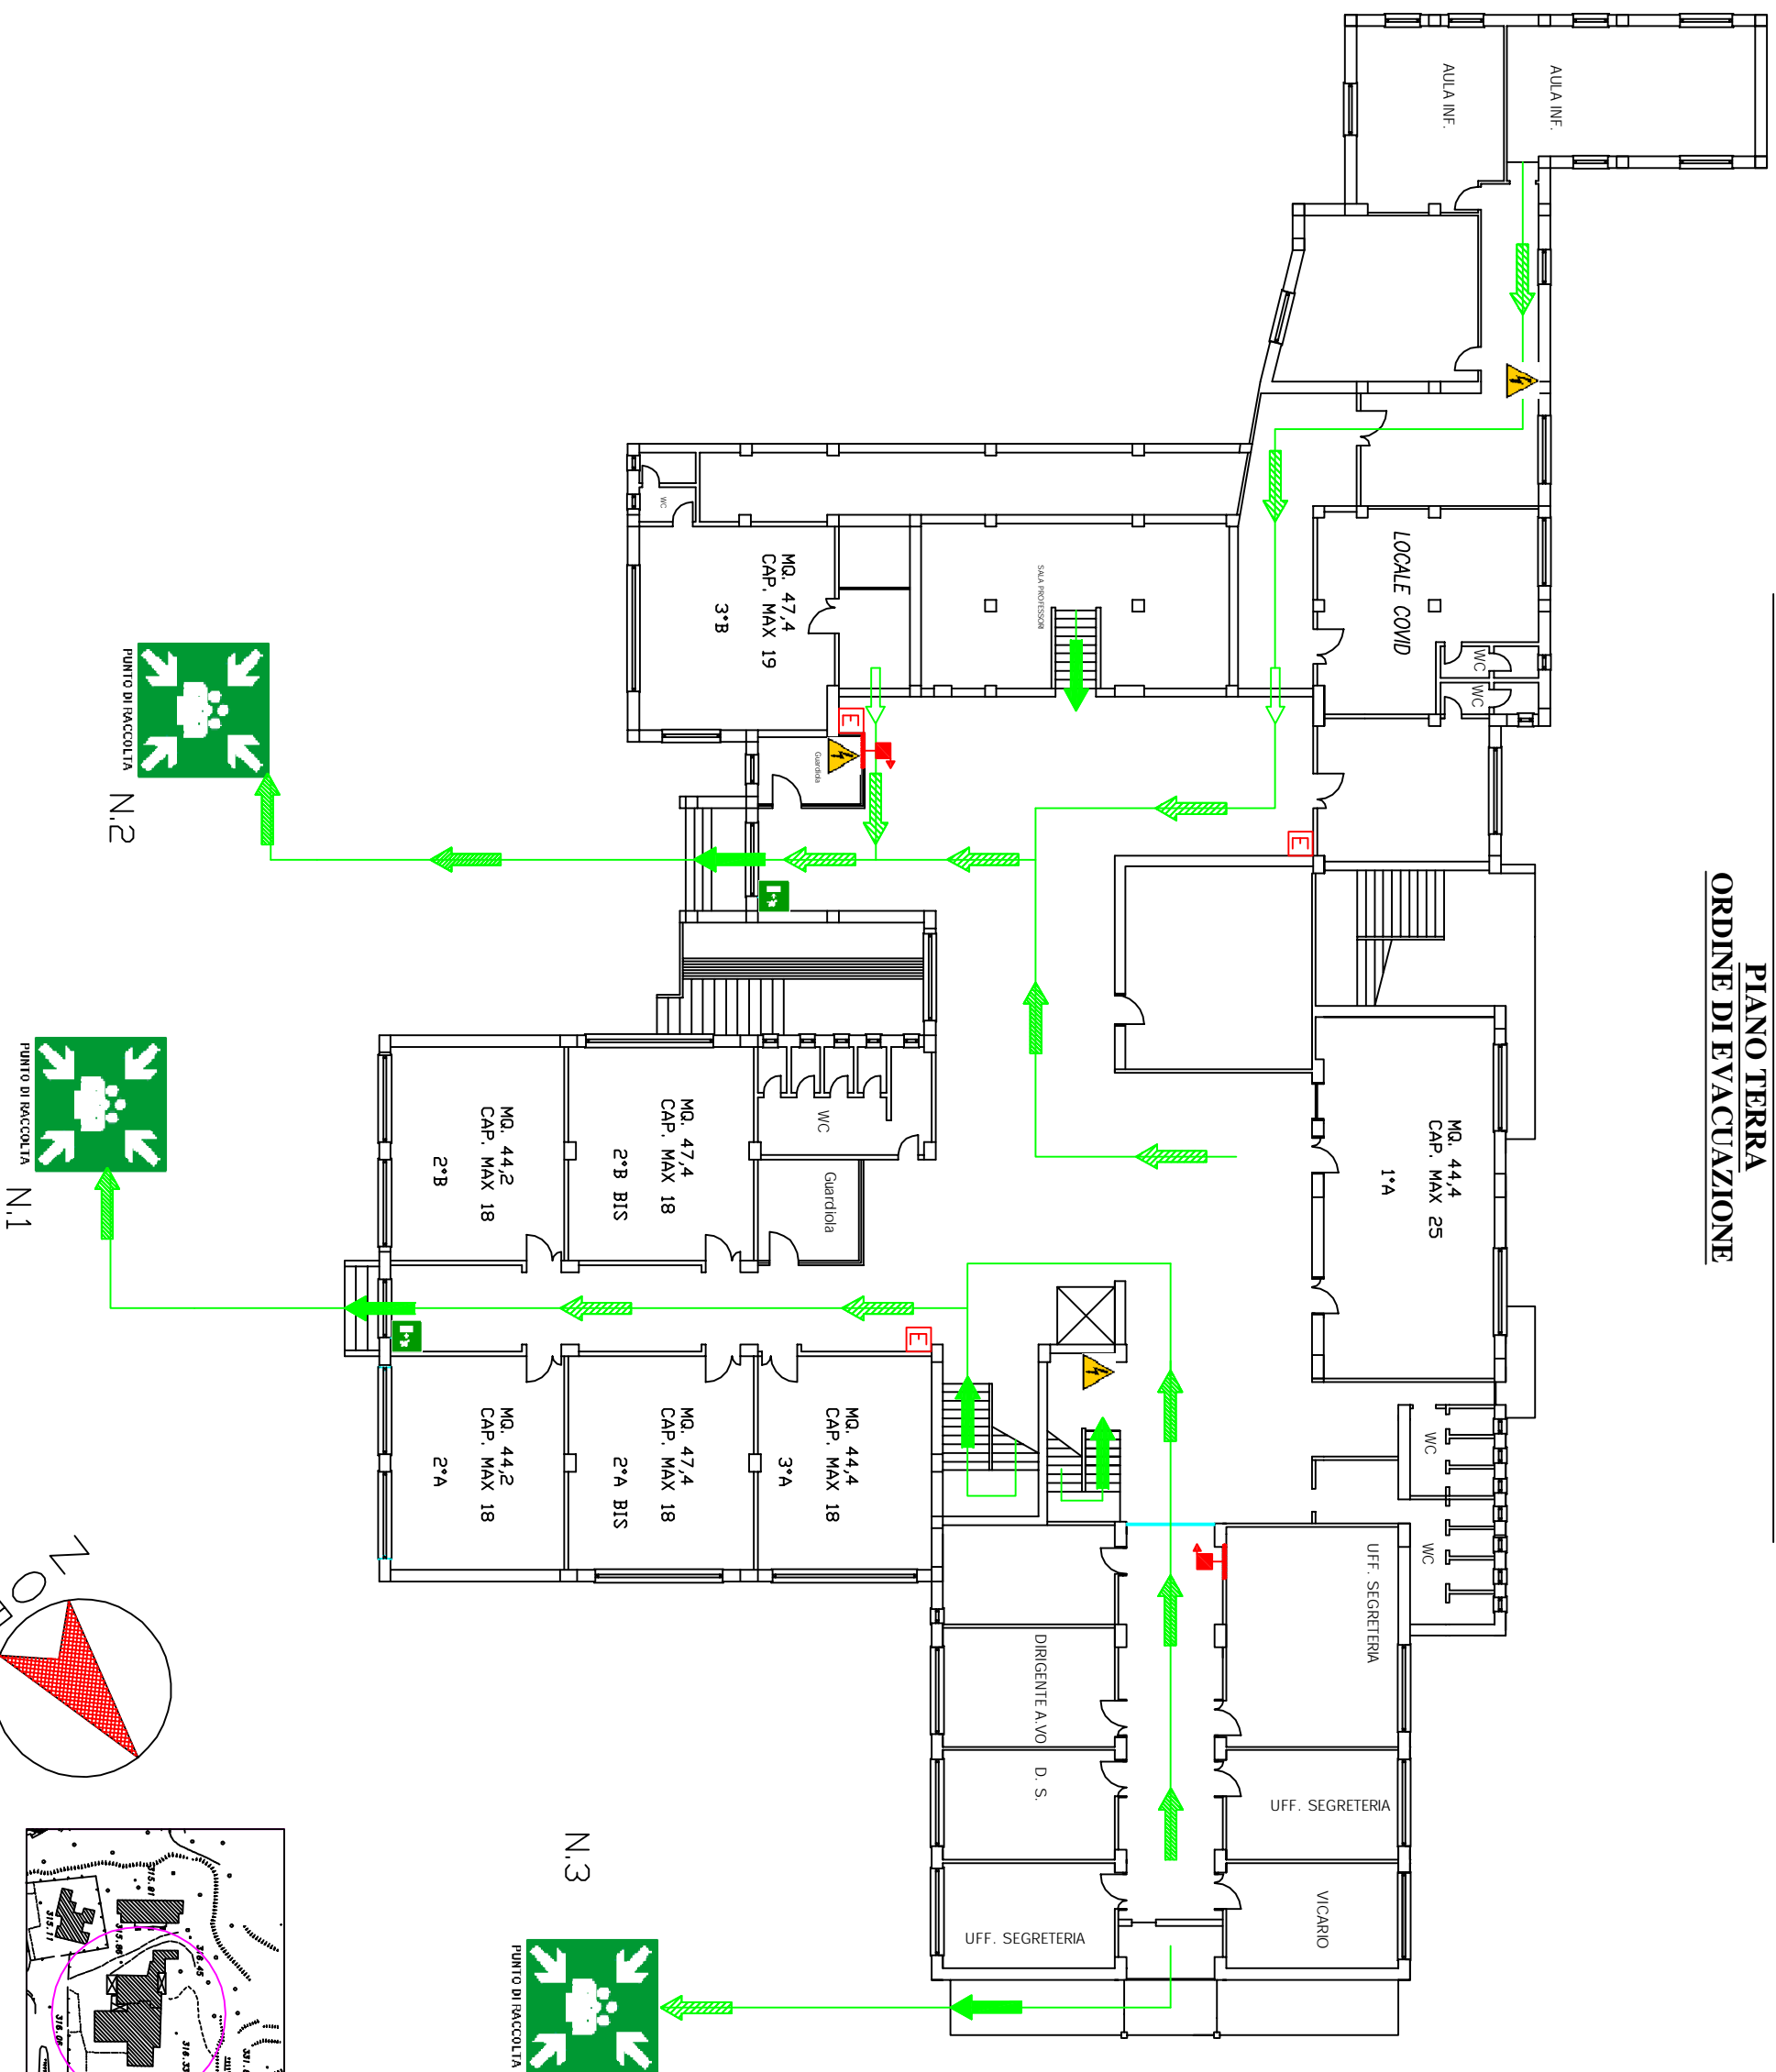 PIANO TERRA
ORDINE DI EVACUAZIONE
AULA INF.
AULA INF.
LOCALE COVID
WC
WC
SALA PROFESSORI
MQ. 47,4
CAP. MAX 19
3°B
WC
E
Guardiola
E
MQ. 44,4
CAP. MAX 25
1°A
WC
WC
WC
Guardiola
MQ. 47,4
CAP. MAX 18
2°B BIS
MQ. 44,2
CAP. MAX 18
2°B
E
MQ. 44,4
CAP. MAX 18
3°A
MQ. 47,4
CAP. MAX 18
2°A BIS
MQ. 44,2
CAP. MAX 18
2°A
UFF. SEGRETERIA
UFF. SEGRETERIA
VICARIO
DIRIGENTE A.VO
D. S.
UFF. SEGRETERIA
PUNTO DI RACCOLTA
N.2
PUNTO DI RACCOLTA
N.1
PUNTO DI RACCOLTA
N.3
315.81
315.11